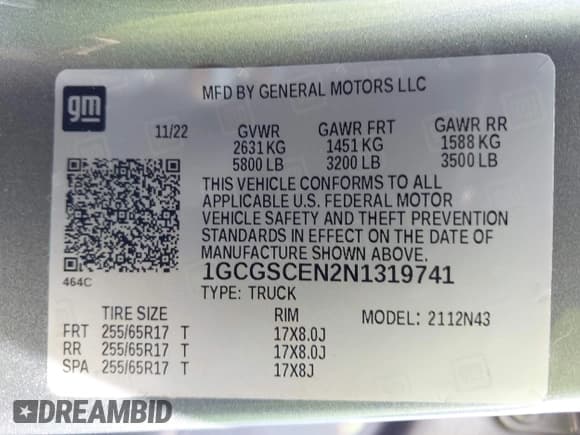 gm
MFD BY GENERAL MOTORS LLC
11/22 GVWR GAWR FRT GAWR RR
2631 KG 1451 KG 1588 KG
5800 LB 3200 LB 3500 LB
THIS VEHICLE CONFORMS TO ALL
APPLICABLE U.S. FEDERAL MOTOR
VEHICLE SAFETY AND THEFT PREVENTION
STANDARDS IN EFFECT ON THE DATE OF
MANUFACTURE SHOWN ABOVE.
464C
1GCGSCEN2N1319741
TYPE: TRUCK
TIRE SIZE RIM MODEL: 2112N43
FRT 255/65R17 T 17X8.0J
RR 255/65R17 T 17X8.0J
SPA 255/65R17 T 17X8J
DREAMBID